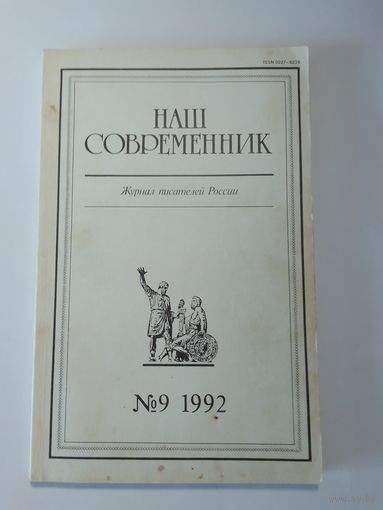 ISSN 0027-8238
НАШ
СОВРЕМЕННИК
Журнал писателей России
№9 1992